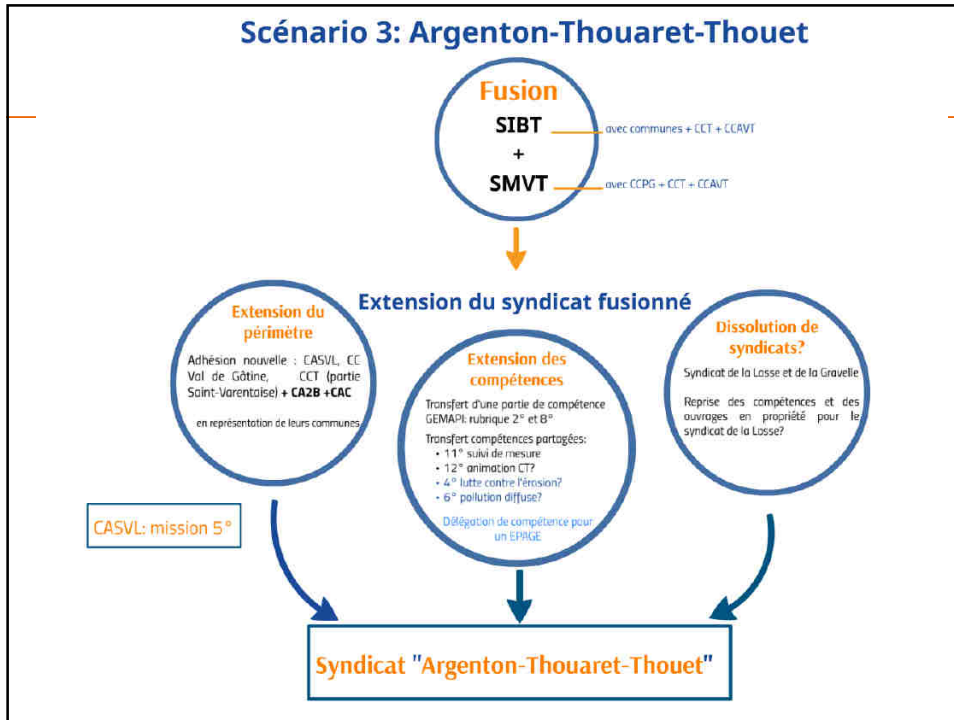 Scénario 3: Argenton-Thouaret-Thouet
Fusion
SIBT
avec communes + CCT + CCAVT
+
SMVT
avec CCPG + CCT + CCAVT
Extension du syndicat fusionné
Extension du
périmètre
Adhésion nouvelle : CASVL, CC
Val de Gâtine, CCT (partie
Saint-Varentaise) + CA2B +CAC
en représentation de leurs communes
Extension des
compétences
Transfert d'une partie de compétence
GEMAPI: rubrique 2° et 8°
Transfert compétences partagées:
• 11° suivi de mesure
• 12° animation CT?
• 4° lutte contre l'érosion?
• 6° pollution diffuse?
Délégation de compétence pour
un EPAGE
Dissolution de
syndicats?
Syndicat de la Losse et de la Gravelle
Reprise des compétences et des
ouvrages en propriété pour le
syndicat de la Losse?
CASVL: mission 5°
Syndicat "Argenton-Thouaret-Thouet"